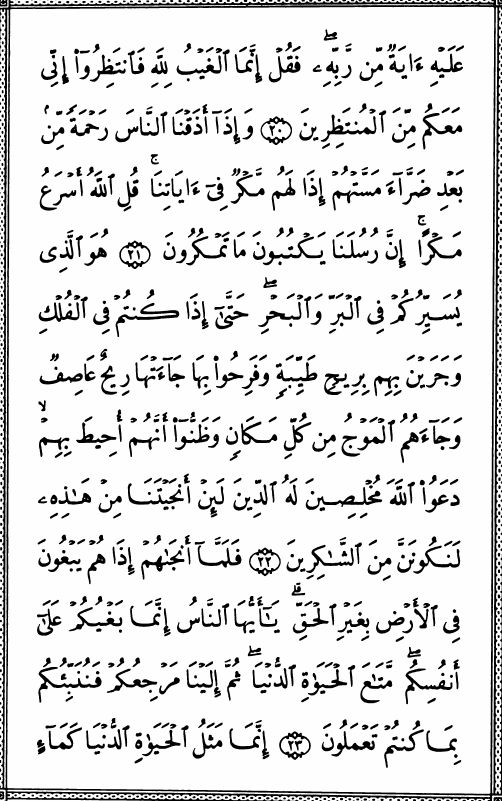 عَلَيْهِ ءَايَةٌ مِّن رَّبِّهِۦۖ فَقُلْ إِنَّمَا ٱلْغَيْبُ لِلَّهِ فَٱنتَظِرُوٓا۟ إِنِّى
مَعَكُم مِّنَ ٱلْمُنتَظِرِينَ ٢٠ وَإِذَآ أَذَقْنَا ٱلنَّاسَ رَحْمَةً مِّنۢ
بَعْدِ ضَرَّآءَ مَسَّتْهُمْ إِذَا لَهُم مَّكْرٌ فِىٓ ءَايَاتِنَاۚ قُلِ ٱللَّهُ أَسْرَعُ
مَكْرًاۚ إِنَّ رُسُلَنَا يَكْتُبُونَ مَا تَمْكُرُونَ ٢١ هُوَ ٱلَّذِى
يُسَيِّرُكُمْ فِى ٱلْبَرِّ وَٱلْبَحْرِۖ حَتَّىٰٓ إِذَا كُنتُمْ فِى ٱلْفُلْكِ
وَجَرَيْنَ بِهِم بِرِيحٍ طَيِّبَةٍ وَفَرِحُوا۟ بِهَا جَآءَتْهَا رِيحٌ عَاصِفٌ
وَجَآءَهُمُ ٱلْمَوْجُ مِن كُلِّ مَكَانٍ وَظَنُّوٓا۟ أَنَّهُمْ أُحِيطَ بِهِمْۙ
دَعَوُا۟ ٱللَّهَ مُخْلِصِينَ لَهُ ٱلدِّينَ لَئِنْ أَنجَيْتَنَا مِنْ هَـٰذِهِۦ
لَنَكُونَنَّ مِنَ ٱلشَّـٰكِرِينَ ٢٢ فَلَمَّآ أَنجَىٰهُمْ إِذَا هُمْ يَبْغُونَ
فِى ٱلْأَرْضِ بِغَيْرِ ٱلْحَقِّۗ يَـٰٓأَيُّهَا ٱلنَّاسُ إِنَّمَا بَغْيُكُمْ عَلَىٰٓ
أَنفُسِكُمۖ مَّتَـٰعَ ٱلْحَيَوٰةِ ٱلدُّنْيَاۖ ثُمَّ إِلَيْنَا مَرْجِعُكُمْ فَنُنَبِّئُكُم
بِمَا كُنتُمْ تَعْمَلُونَ ٢٣ إِنَّمَا مَثَلُ ٱلْحَيَوٰةِ ٱلدُّنْيَا كَمَآءٍ